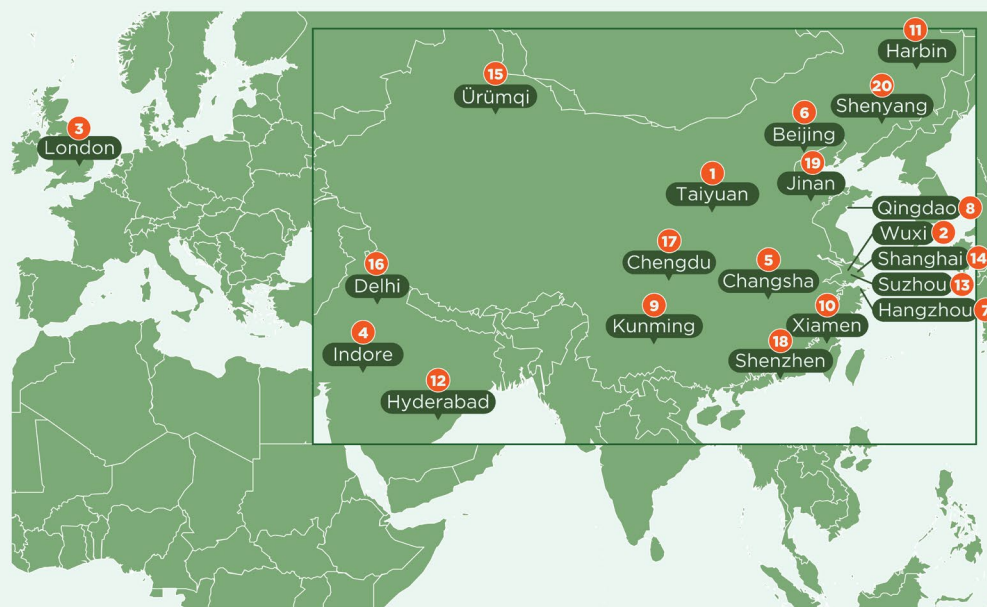 11
Harbin
15
Ürümqi
20
Shenyang
6
Beijing
3
London
19
Jinan
1
Taiyuan
Qingdao 8
Wuxi 2
Shanghai 14
Suzhou 13
Hangzhou 7
17
Chengdu
5
Changsha
16
Delhi
9
Kunming
10
Xiamen
4
Indore
18
Shenzhen
12
Hyderabad